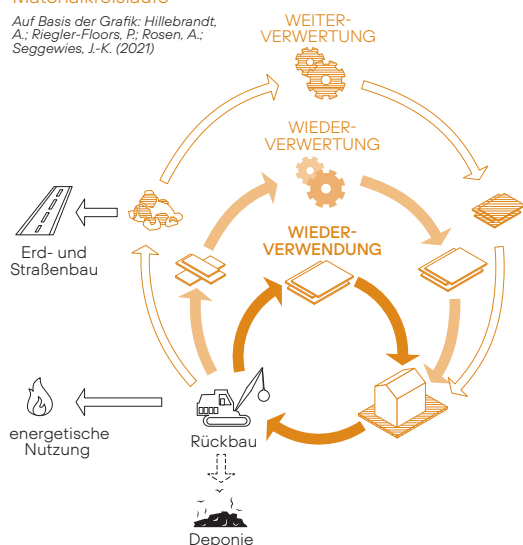 Materialkreisläufe
Auf Basis der Grafik: Hillebrandt,
A.; Riegler-Floors, P.; Rosen, A.;
Seggewies, J.-K. (2021)
WEITER-
VERWERTUNG
WIEDER-
VERWERTUNG
WIEDER-
VERWENDUNG
Erd- und
Straßenbau
energetische
Nutzung
Rückbau
Deponie